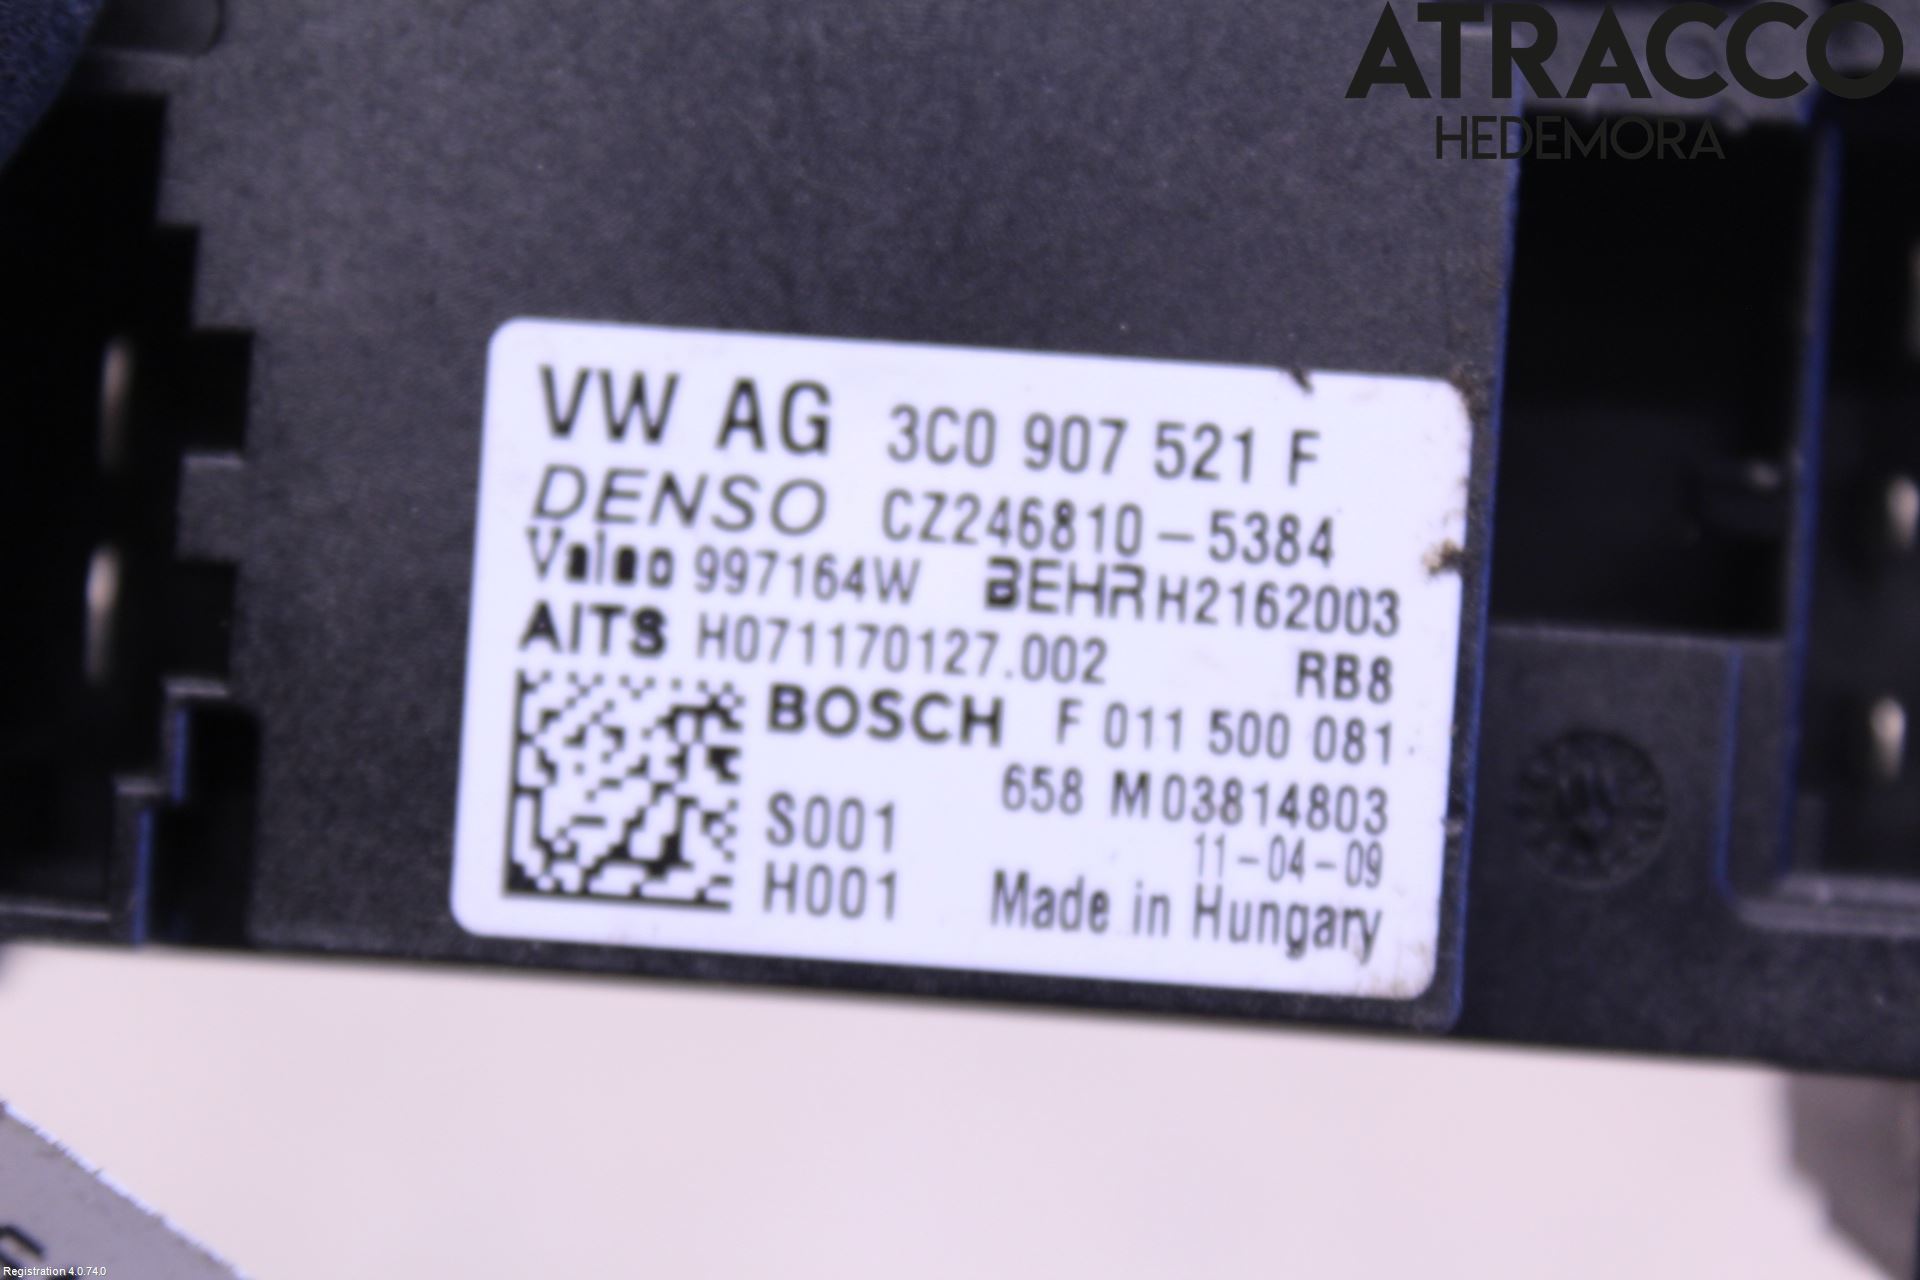 ATRACCO
HEDEMORA
VW AG 3C0 907 521 F
DENSO CZ246810-5384
Valeo 997164W BEHR H2162003
AITS H071170127.002 RB8
BOSCH F 011 500 081
658 M03814803
S001
11-04-09
H001 Made in Hungary
Registration 4.0.74.0